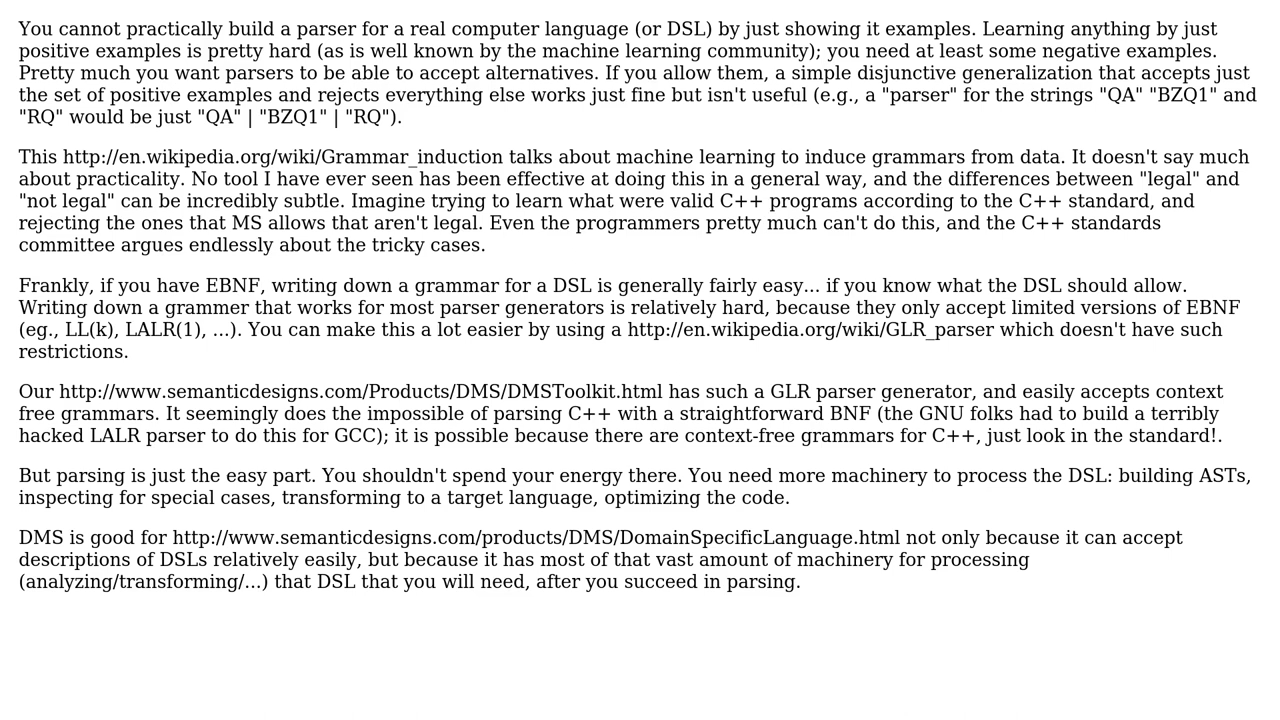 You cannot practically build a parser for a real computer language (or DSL) by just showing it examples. Learning anything by just
positive examples is pretty hard (as is well known by the machine learning community); you need at least some negative examples.
Pretty much you want parsers to be able to accept alternatives. If you allow them, a simple disjunctive generalization that accepts just
the set of positive examples and rejects everything else works just fine but isn't useful (e.g., a "parser" for the strings "QA" "BZQ1" and
"RQ" would be just "QA" | "BZQ1" | "RQ").
This http://en.wikipedia.org/wiki/Grammar_induction talks about machine learning to induce grammars from data. It doesn't say much
about practicality. No tool I have ever seen has been effective at doing this in a general way, and the differences between "legal" and
"not legal" can be incredibly subtle. Imagine trying to learn what were valid C++ programs according to the C++ standard, and
rejecting the ones that MS allows that aren't legal. Even the programmers pretty much can't do this, and the C++ standards
committee argues endlessly about the tricky cases.
Frankly, if you have EBNF, writing down a grammar for a DSL is generally fairly easy... if you know what the DSL should allow.
Writing down a grammer that works for most parser generators is relatively hard, because they only accept limited versions of EBNF
(eg., LL(k), LALR(1), ...). You can make this a lot easier by using a http://en.wikipedia.org/wiki/GLR_parser which doesn't have such
restrictions.
Our http://www.semanticdesigns.com/Products/DMS/DMSToolkit.html has such a GLR parser generator, and easily accepts context
free grammars. It seemingly does the impossible of parsing C++ with a straightforward BNF (the GNU folks had to build a terribly
hacked LALR parser to do this for GCC); it is possible because there are context-free grammars for C++, just look in the standard!.
But parsing is just the easy part. You shouldn't spend your energy there. You need more machinery to process the DSL: building ASTs,
inspecting for special cases, transforming to a target language, optimizing the code.
DMS is good for http://www.semanticdesigns.com/products/DMS/DomainSpecificLanguage.html not only because it can accept
descriptions of DSLs relatively easily, but because it has most of that vast amount of machinery for processing
(analyzing/transforming/...) that DSL that you will need, after you succeed in parsing.